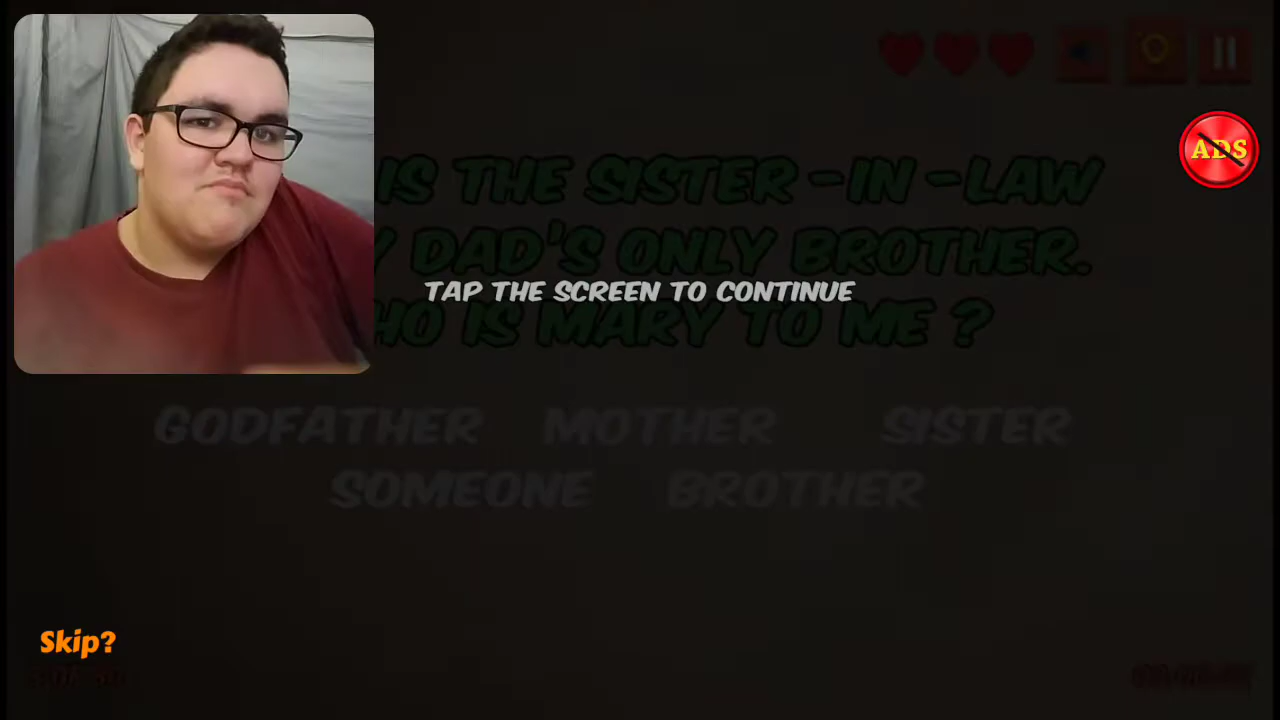 ADS
IS THE SISTER-IN-LAW
Y DAD'S ONLY BROTHER.
TAP THE SCREEN TO CONTINUE
HO IS MARY TO ME ?
GODFATHER MOTHER SISTER
SOMEONE BROTHER
Skip?